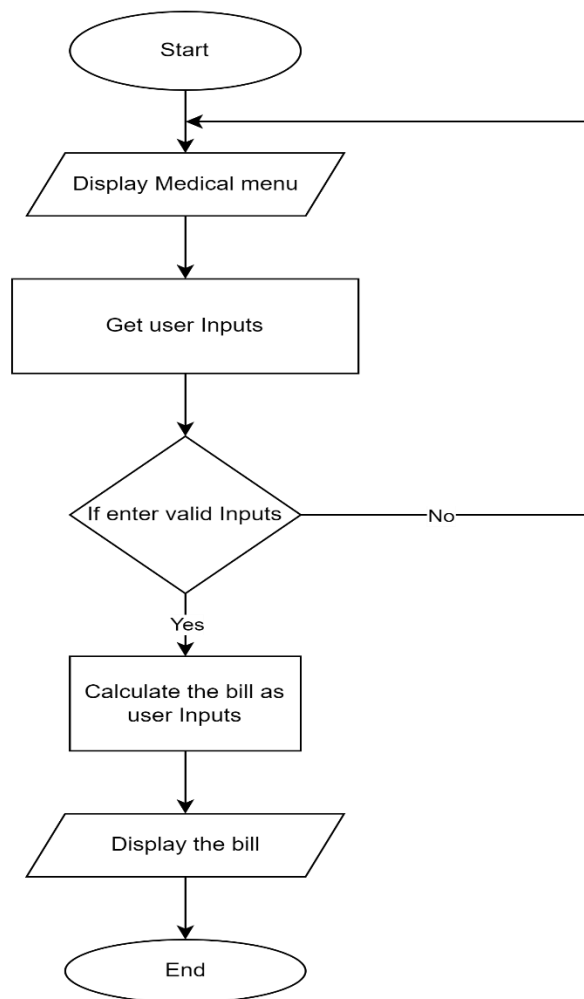 Start
Display Medical menu
Get user Inputs
If enter valid Inputs
No
Yes
Calculate the bill as
user Inputs
Display the bill
End